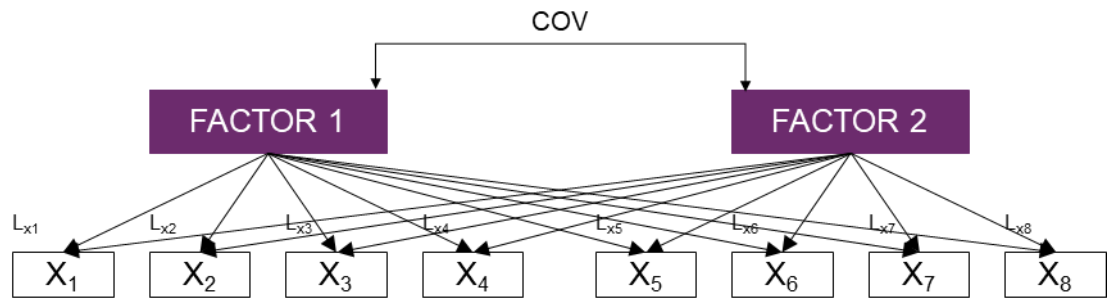 COV
FACTOR 1 FACTOR 2
Lx1 Lx2 Lx3 Lx4 Lx5 Lx6 Lx7 Lx8
X1 X2 X3 X4 X5 X6 X7 X8